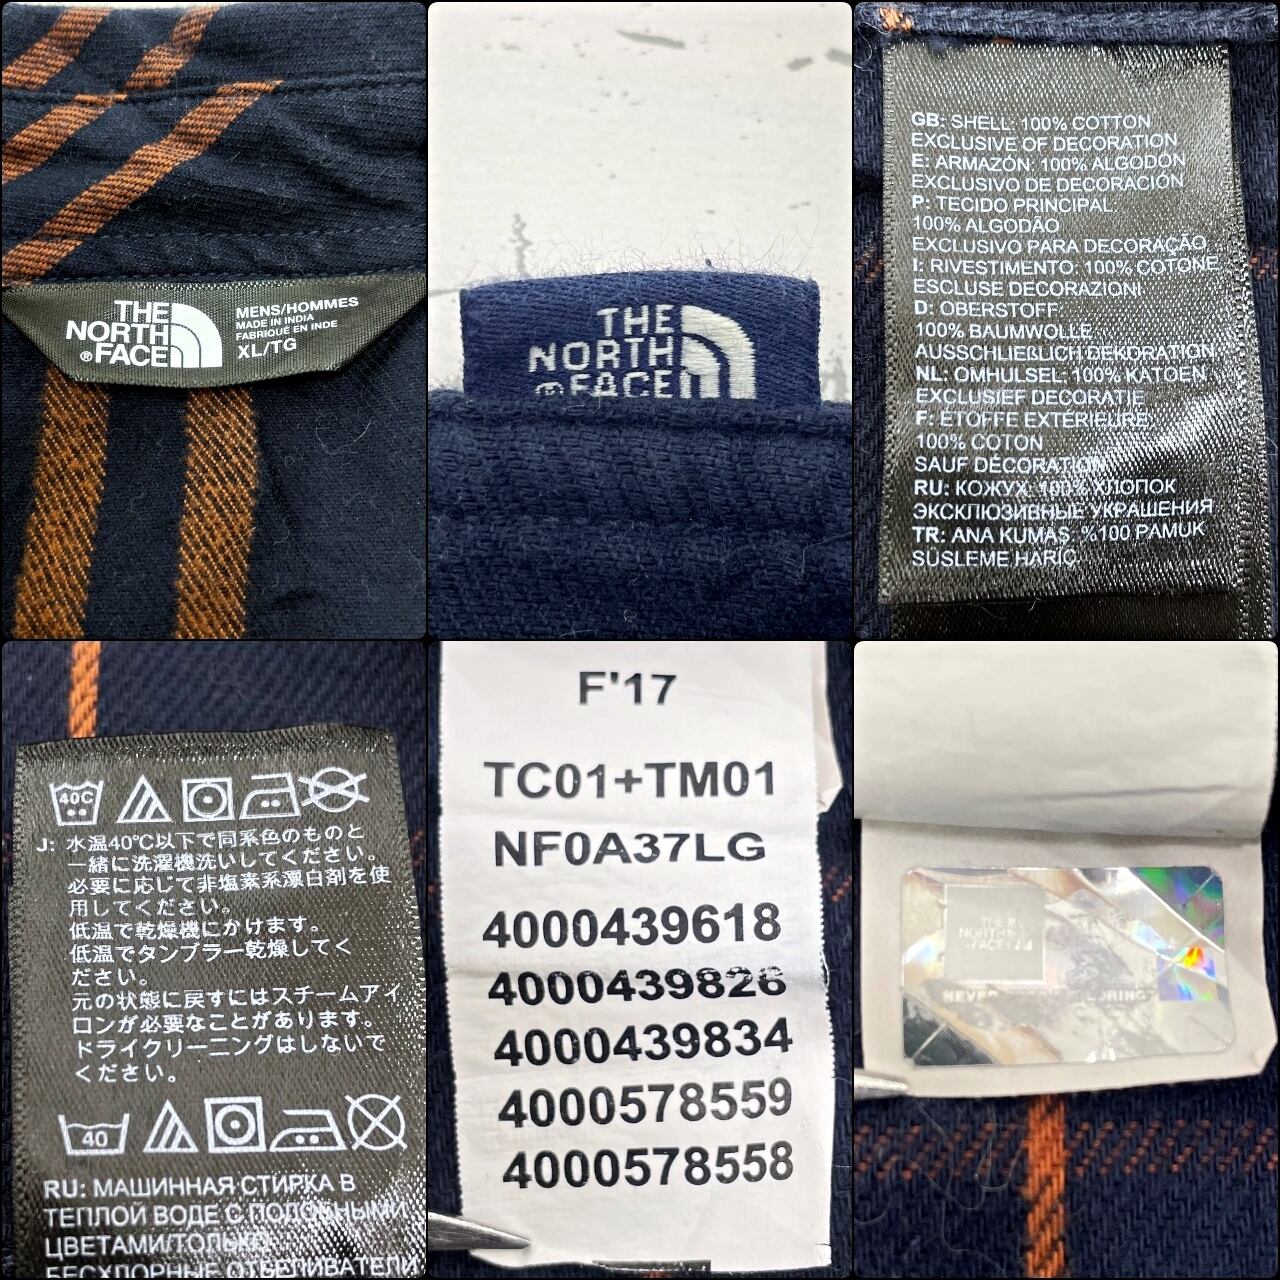 THE
NORTH
®FACE
MENS/HOMMES
MADE IN INDIA
FABRIQUÉ EN INDE
XL/TG
THE
NORTH
®FACE
GB: SHELL: 100% COTTON
EXCLUSIVE OF DECORATION
E: ARMAZÓN: 100% ALGODÓN
EXCLUSIVO DE DECORACIÓN
P: TECIDO PRINCIPAL:
100% ALGODÃO
EXCLUSIVO PARA DECORAÇÃO
I: RIVESTIMENTO: 100% COTONE
ESCLUSE DECORAZIONI
D: OBERSTOFF
100% BAUMWOLLE
AUSSCHLIEßLICH DEKORATION
NL: OMHULSEL: 100% KATOEN
EXCLUSIEF DECORATIE
F: ÉTOFFE EXTÉRIEURE
100% COTON
SAUF DÉCORATION
RU: КОЖУХ: 100% ХЛОПОК
ЭКСКЛЮЗИВНЫЕ УКРАШЕНИЯ
TR: ANA KUMAŞ: %100 PAMUK
SÜSLEME HARİÇ
40C
J: 水温40℃以下で同系色のものと
一緒に洗濯機洗いしてください。
必要に応じて非塩素系漂白剤を使
用してください。
低温で乾燥機にかけます。
低温でタンブラー乾燥してく
ださい。
元の状態に戻すにはスチームアイ
ロンが必要なことがあります。
ドライクリーニングはしないで
ください。
40
RU: МАШИННАЯ СТИРКА В
ТЕПЛОЙ ВОДЕ С ПОДОБНЫМИ
ЦВЕТАМИ/ТОЛЬКО
БЕСХЛОРНЫЕ ОТБЕЛИВАТЕЛИ
F'17
TC01+TM01
NF0A37LG
4000439618
4000439826
4000439834
4000578559
4000578558
THE
NORTH
FACE
NEVER